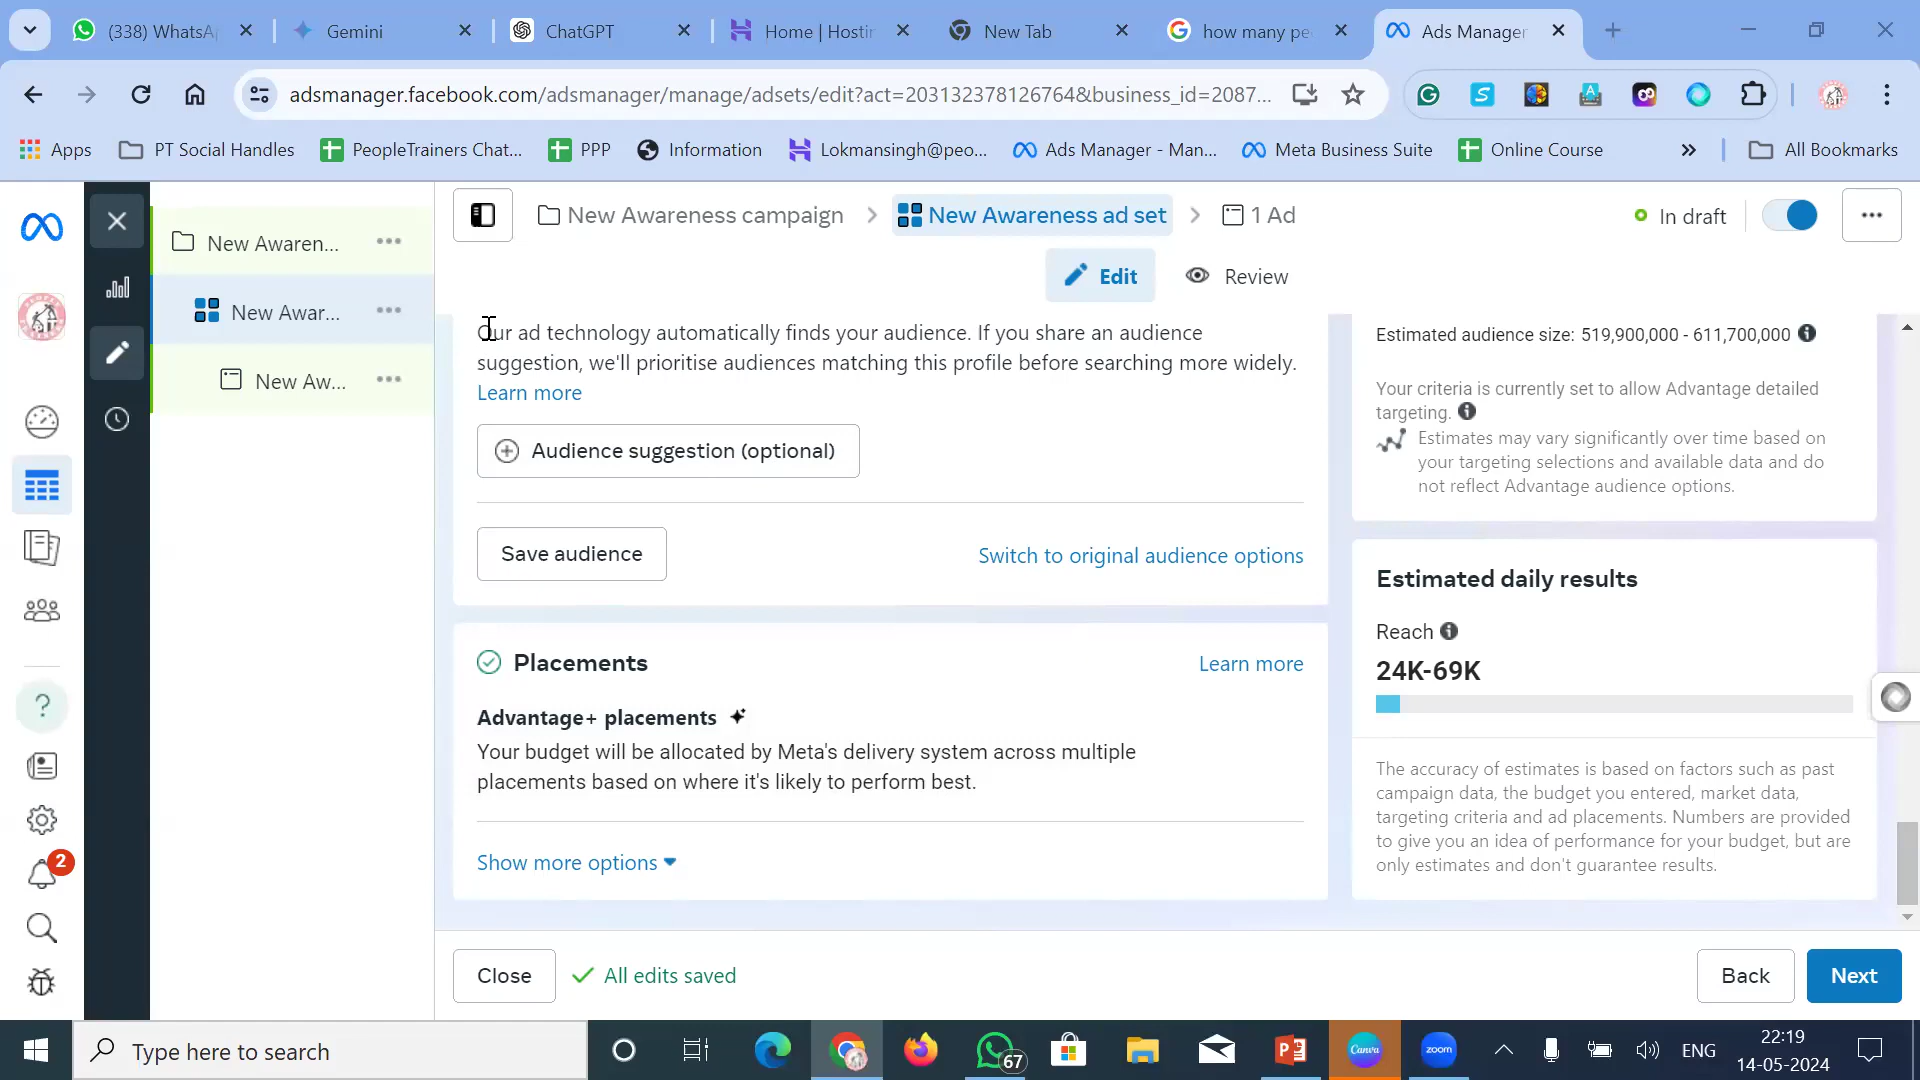 (338) WhatsA
Gemini
ChatGPT
Home | Hostin
New Tab
how many pe
Ads Manager
adsmanager.facebook.com/adsmanager/manage/adsets/edit?act=203132378126764&business_id=2087...
Apps
PT Social Handles
PeopleTrainers Chat...
PPP
Information
Lokmansingh@peo...
Ads Manager - Man...
Meta Business Suite
Online Course
»
All Bookmarks
New Awaren...
New Awar...
New Aw...
New Awareness campaign
New Awareness ad set
1 Ad
In draft
Edit
Review
Our ad technology automatically finds your audience. If you share an audience
suggestion, we'll prioritise audiences matching this profile before searching more widely.
Learn more
Audience suggestion (optional)
Save audience
Switch to original audience options
Placements
Learn more
Advantage+ placements
Your budget will be allocated by Meta's delivery system across multiple
placements based on where it's likely to perform best.
Show more options
Estimated audience size: 519,900,000 - 611,700,000
Your criteria is currently set to allow Advantage detailed
targeting.
Estimates may vary significantly over time based on
your targeting selections and available data and do
not reflect Advantage audience options.
Estimated daily results
Reach
24K-69K
The accuracy of estimates is based on factors such as past
campaign data, the budget you entered, market data,
targeting criteria and ad placements. Numbers are provided
to give you an idea of performance for your budget, but are
only estimates and don't guarantee results.
2
Close
All edits saved
Back
Next
Type here to search
67
Canva
zoom
ENG
22:19
14-05-2024